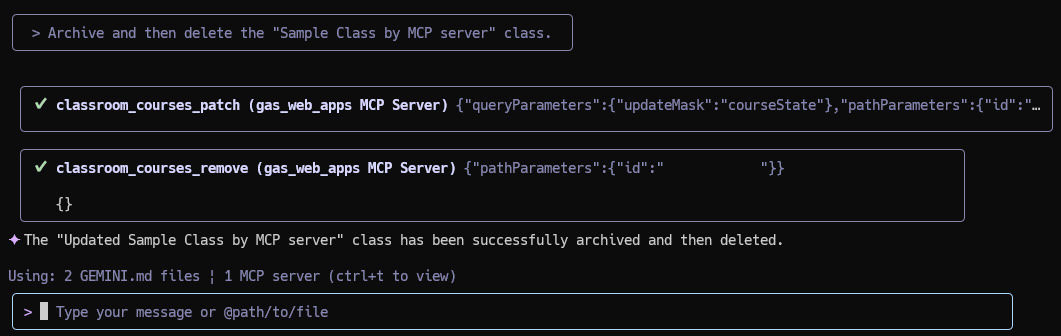 > Archive and then delete the "Sample Class by MCP server" class.
✔ classroom_courses_patch (gas_web_apps MCP Server) {"queryParameters":{"updateMask":"courseState"},"pathParameters":{"id":"…
✔ classroom_courses_remove (gas_web_apps MCP Server) {"pathParameters":{"id":" "}}
{}
✦ The "Updated Sample Class by MCP server" class has been successfully archived and then deleted.
Using: 2 GEMINI.md files ¦ 1 MCP server (ctrl+t to view)
> Type your message or @path/to/file